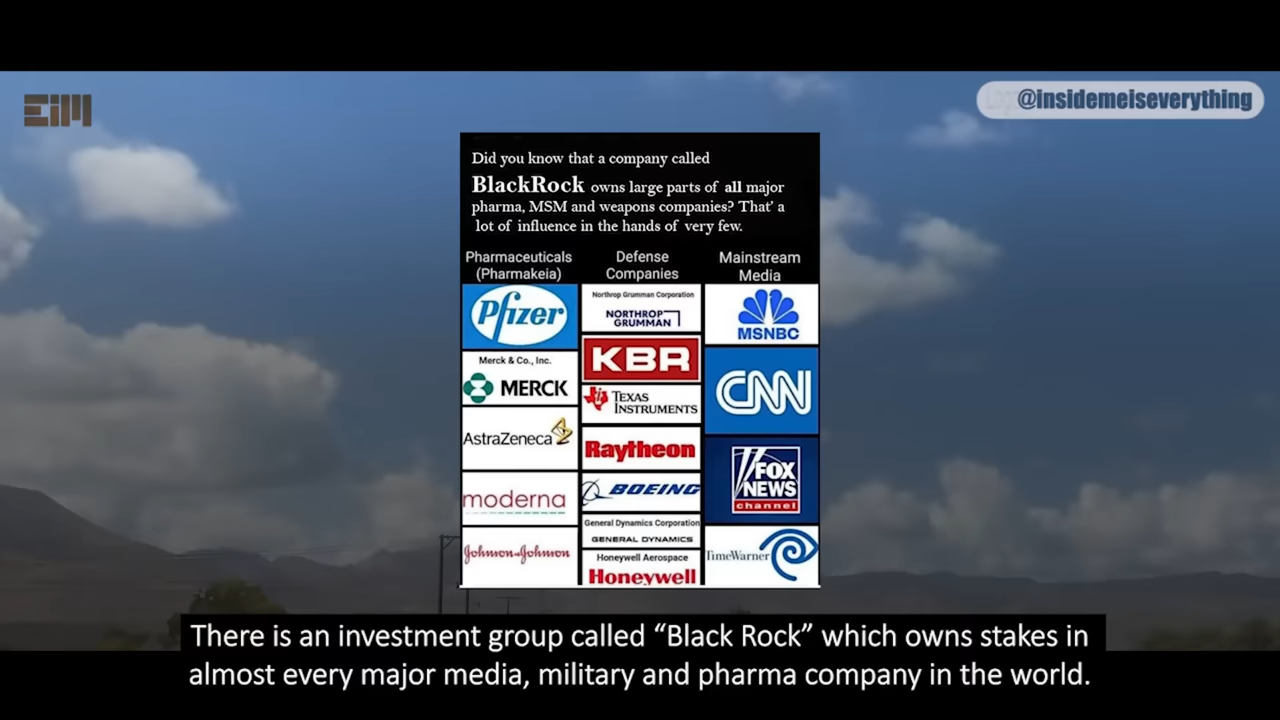 EiM
@insidemeiseverything
Did you know that a company called
BlackRock owns large parts of all major
pharma, MSM and weapons companies? That' a
lot of influence in the hands of very few.
Pharmaceuticals
(Pharmakeia)
Defense
Companies
Mainstream
Media
Pfizer
Merck & Co., Inc.
MERCK
AstraZeneca
moderna
Johnson & Johnson
Northrop Grumman Corporation
NORTHROP
GRUMMAN
KBR
TEXAS
INSTRUMENTS
Raytheon
BOEING
General Dynamics Corporation
GENERAL DYNAMICS
Honeywell Aerospace
Honeywell
MSNBC
CNN
FOX
NEWS
channel
TimeWarner
There is an investment group called “Black Rock” which owns stakes in
almost every major media, military and pharma company in the world.